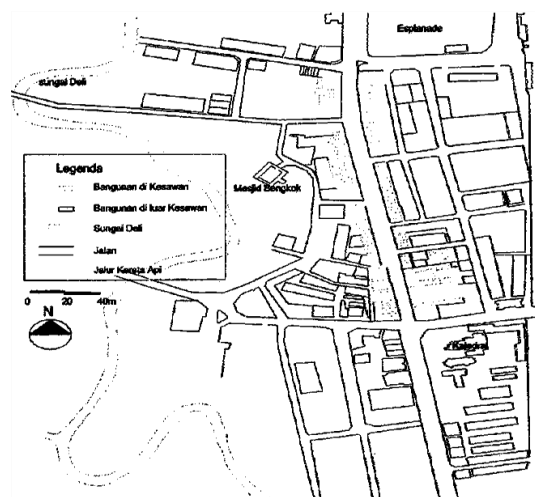 Esplanade
sungai Deli
Legenda
Bangunan di Kesawan
Masjid Bengkok
Bangunan di luar Kesawan
Sungai Deli
Jalan
Jalur Kereta Api
0 20 40m
N
Katedral